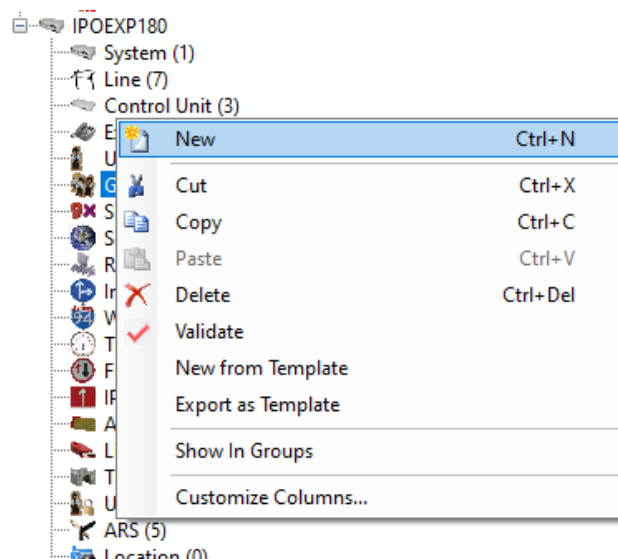 IPOEXP180
System (1)
Line (7)
Control Unit (3)
New Ctrl+N
Cut Ctrl+X
Copy Ctrl+C
Paste Ctrl+V
Delete Ctrl+Del
Validate
New from Template
Export as Template
Show In Groups
Customize Columns...
ARS (5)
Location (0)